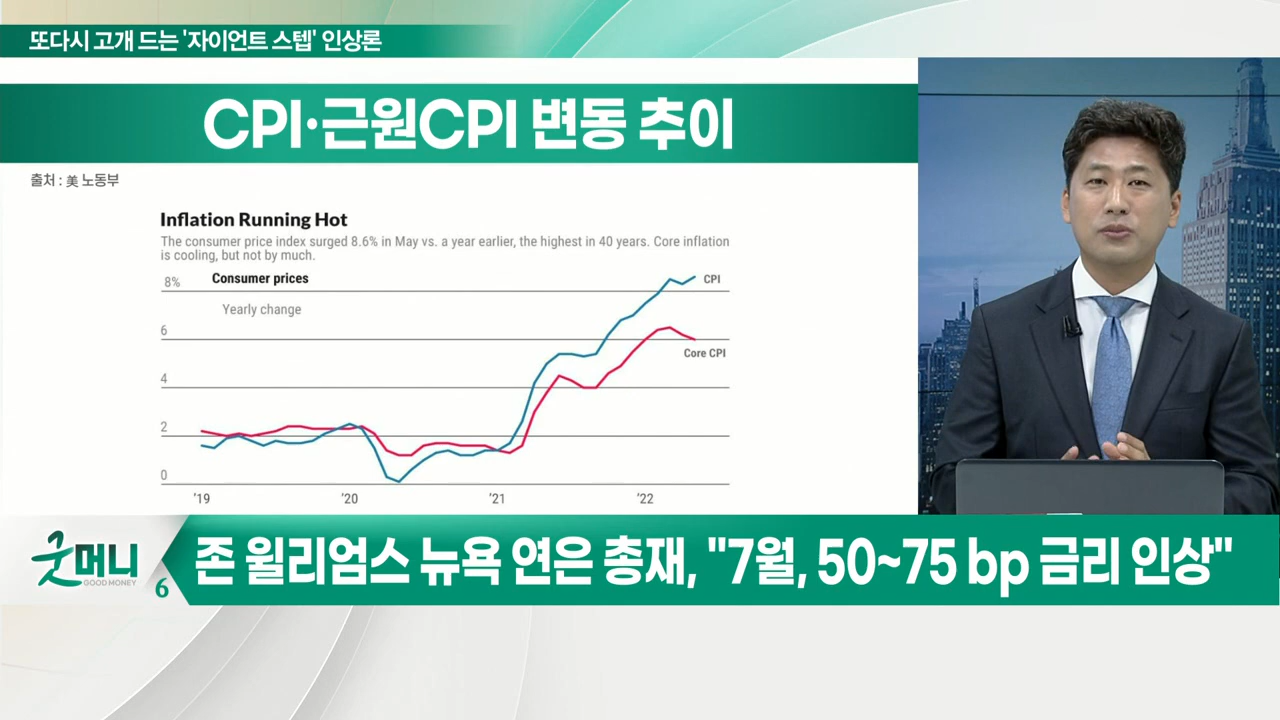 또다시 고개 드는 '자이언트 스텝' 인상론
CPI·근원CPI 변동 추이
출처 : 美 노동부
Inflation Running Hot
The consumer price index surged 8.6% in May vs. a year earlier, the highest in 40 years. Core inflation
is cooling, but not by much.
8%
Consumer prices
CPI
Yearly change
6
Core CPI
4
2
0
'19
'20
'21
'22
굿머니
GOOD MONEY
6
존 윌리엄스 뉴욕 연은 총재, "7월, 50~75 bp 금리 인상"